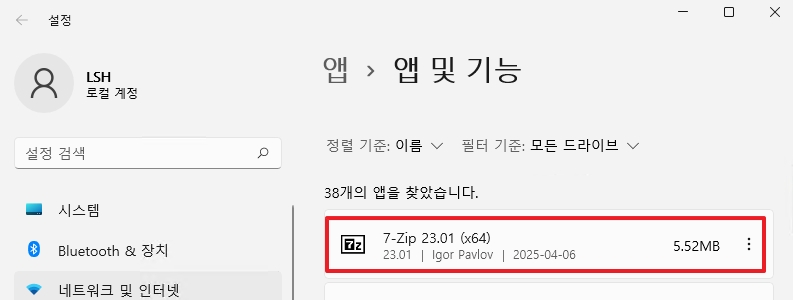 설정
LSH
로컬 계정
설정 검색
시스템
Bluetooth & 장치
네트워크 및 인터넷
앱 › 앱 및 기능
정렬 기준: 이름 필터 기준: 모든 드라이브
38개의 앱을 찾았습니다.
7z
7-Zip 23.01 (x64)
23.01 | Igor Pavlov | 2025-04-06
5.52MB